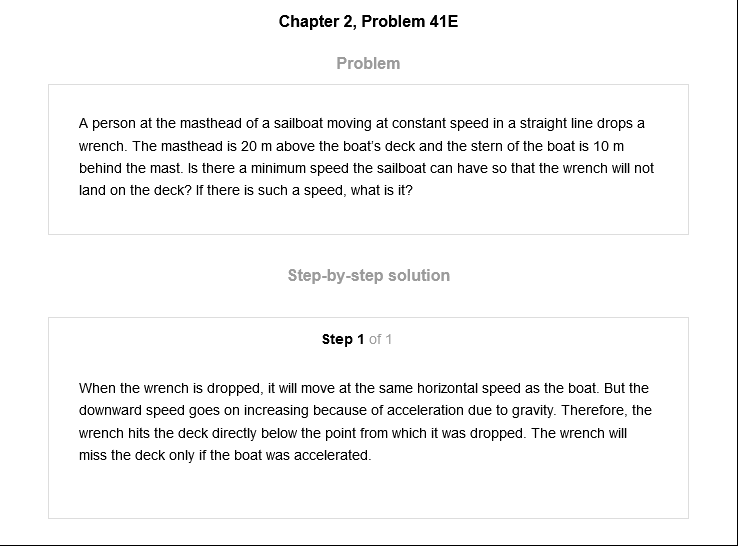 Chapter 2, Problem 41E
Problem
A person at the masthead of a sailboat moving at constant speed in a straight line drops a
wrench. The masthead is 20 m above the boat's deck and the stern of the boat is 10 m
behind the mast. Is there a minimum speed the sailboat can have so that the wrench will not
land on the deck? If there is such a speed, what is it?
Step-by-step solution
Step 1 of 1
When the wrench is dropped, it will move at the same horizontal speed as the boat. But the
downward speed goes on increasing because of acceleration due to gravity. Therefore, the
wrench hits the deck directly below the point from which it was dropped. The wrench will
miss the deck only if the boat was accelerated.